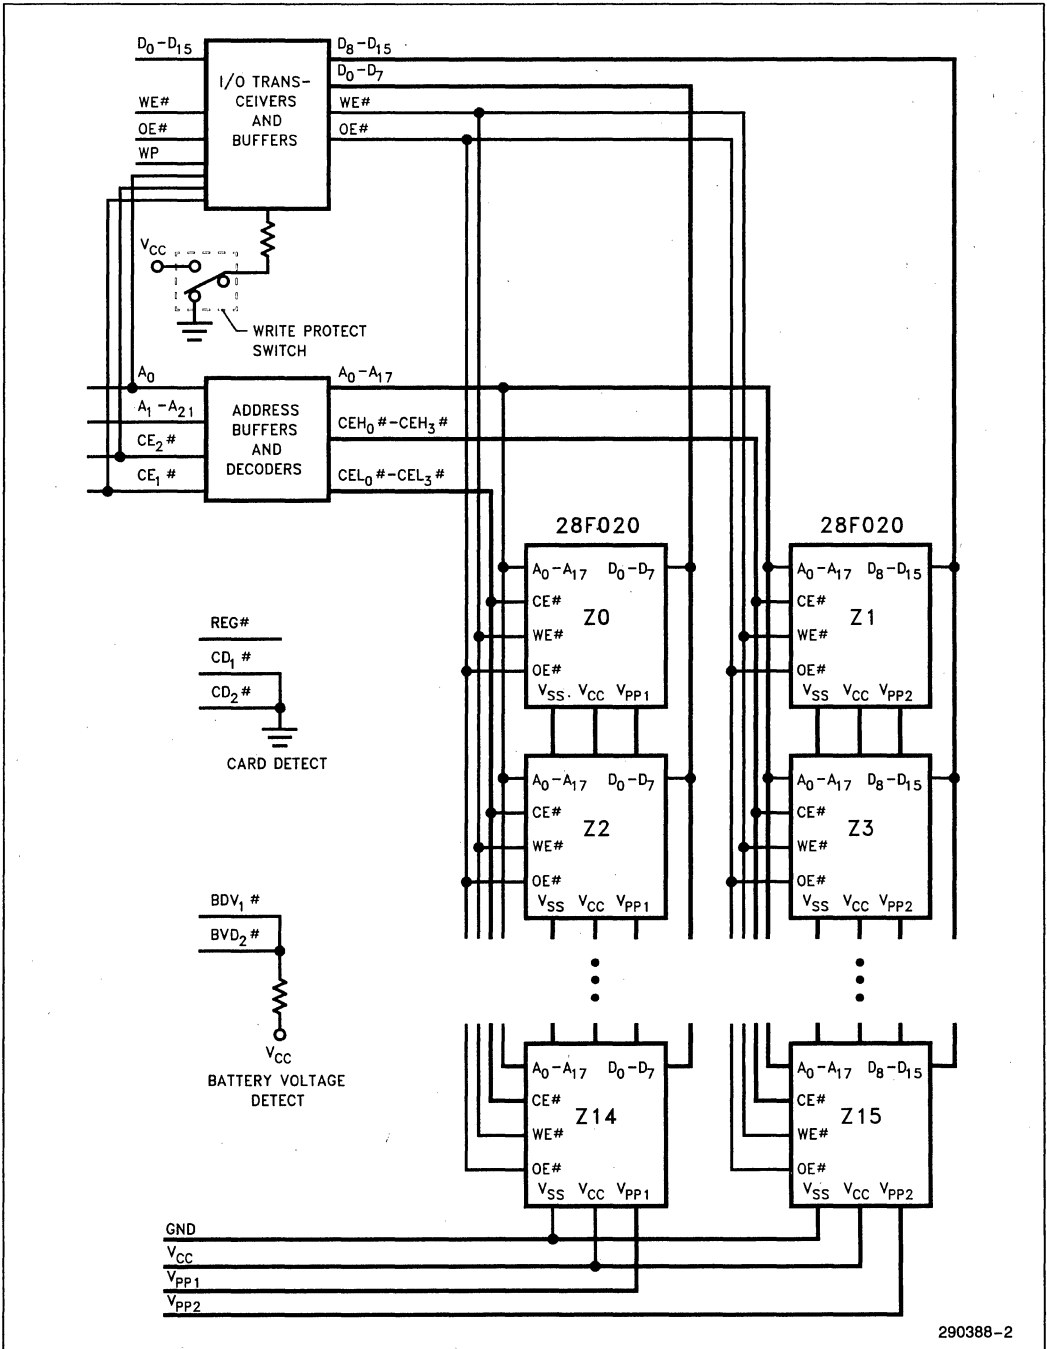 D0-D15
D8-D15
D0-D7
I/O TRANS-
CEIVERS
AND
BUFFERS
WE#
WE#
OE#
OE#
WP
VCC
WRITE PROTECT
SWITCH
A0
A0-A17
A1-A21
ADDRESS
BUFFERS
AND
DECODERS
CEH0#-CEH3#
CE2#
CE1#
CEL0#-CEL3#
28F020
28F020
A0-A17 D0-D7
CE#
Z0
WE#
OE#
VSS VCC VPP1
A0-A17 D8-D15
CE#
Z1
WE#
OE#
VSS VCC VPP2
REG#
CD1#
CD2#
CARD DETECT
A0-A17 D0-D7
CE#
Z2
WE#
OE#
VSS VCC VPP1
A0-A17 D8-D15
CE#
Z3
WE#
OE#
VSS VCC VPP2
BDV1#
BVD2#
VCC
BATTERY VOLTAGE
DETECT
A0-A17 D0-D7
CE#
Z14
WE#
OE#
VSS VCC VPP1
A0-A17 D8-D15
CE#
Z15
WE#
OE#
VSS VCC VPP2
GND
VCC
VPP1
VPP2
290388-2